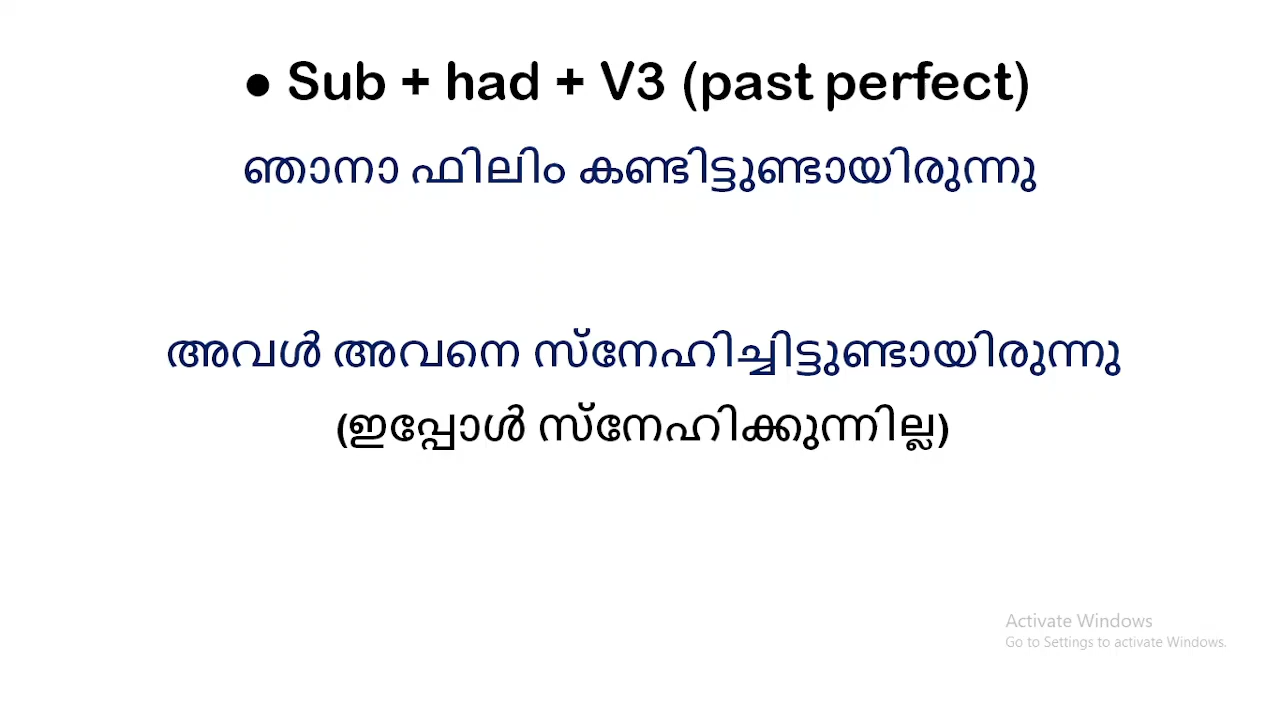 ● Sub + had + V3 (past perfect)
ഞാനാ ഫിലിം കണ്ടിട്ടുണ്ടായിരുന്നു
അവൾ അവനെ സ്നേഹിച്ചിട്ടുണ്ടായിരുന്നു
(ഇപ്പോൾ സ്നേഹിക്കുന്നില്ല)
Activate Windows
Go to Settings to activate Windows.